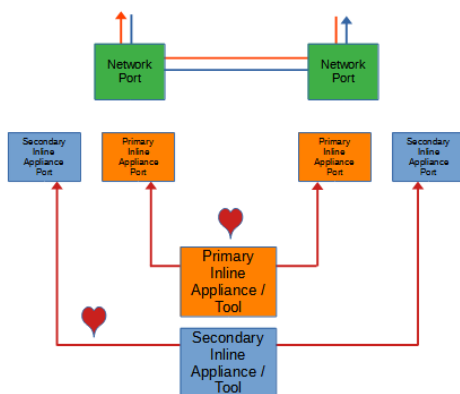 Network
Port
Network
Port
Secondary
Inline
Appliance
Port
Primary
Inline
Appliance
Port
Primary
Inline
Appliance
Port
Secondary
Inline
Appliance
Port
Primary
Inline
Appliance /
Tool
Secondary
Inline
Appliance /
Tool